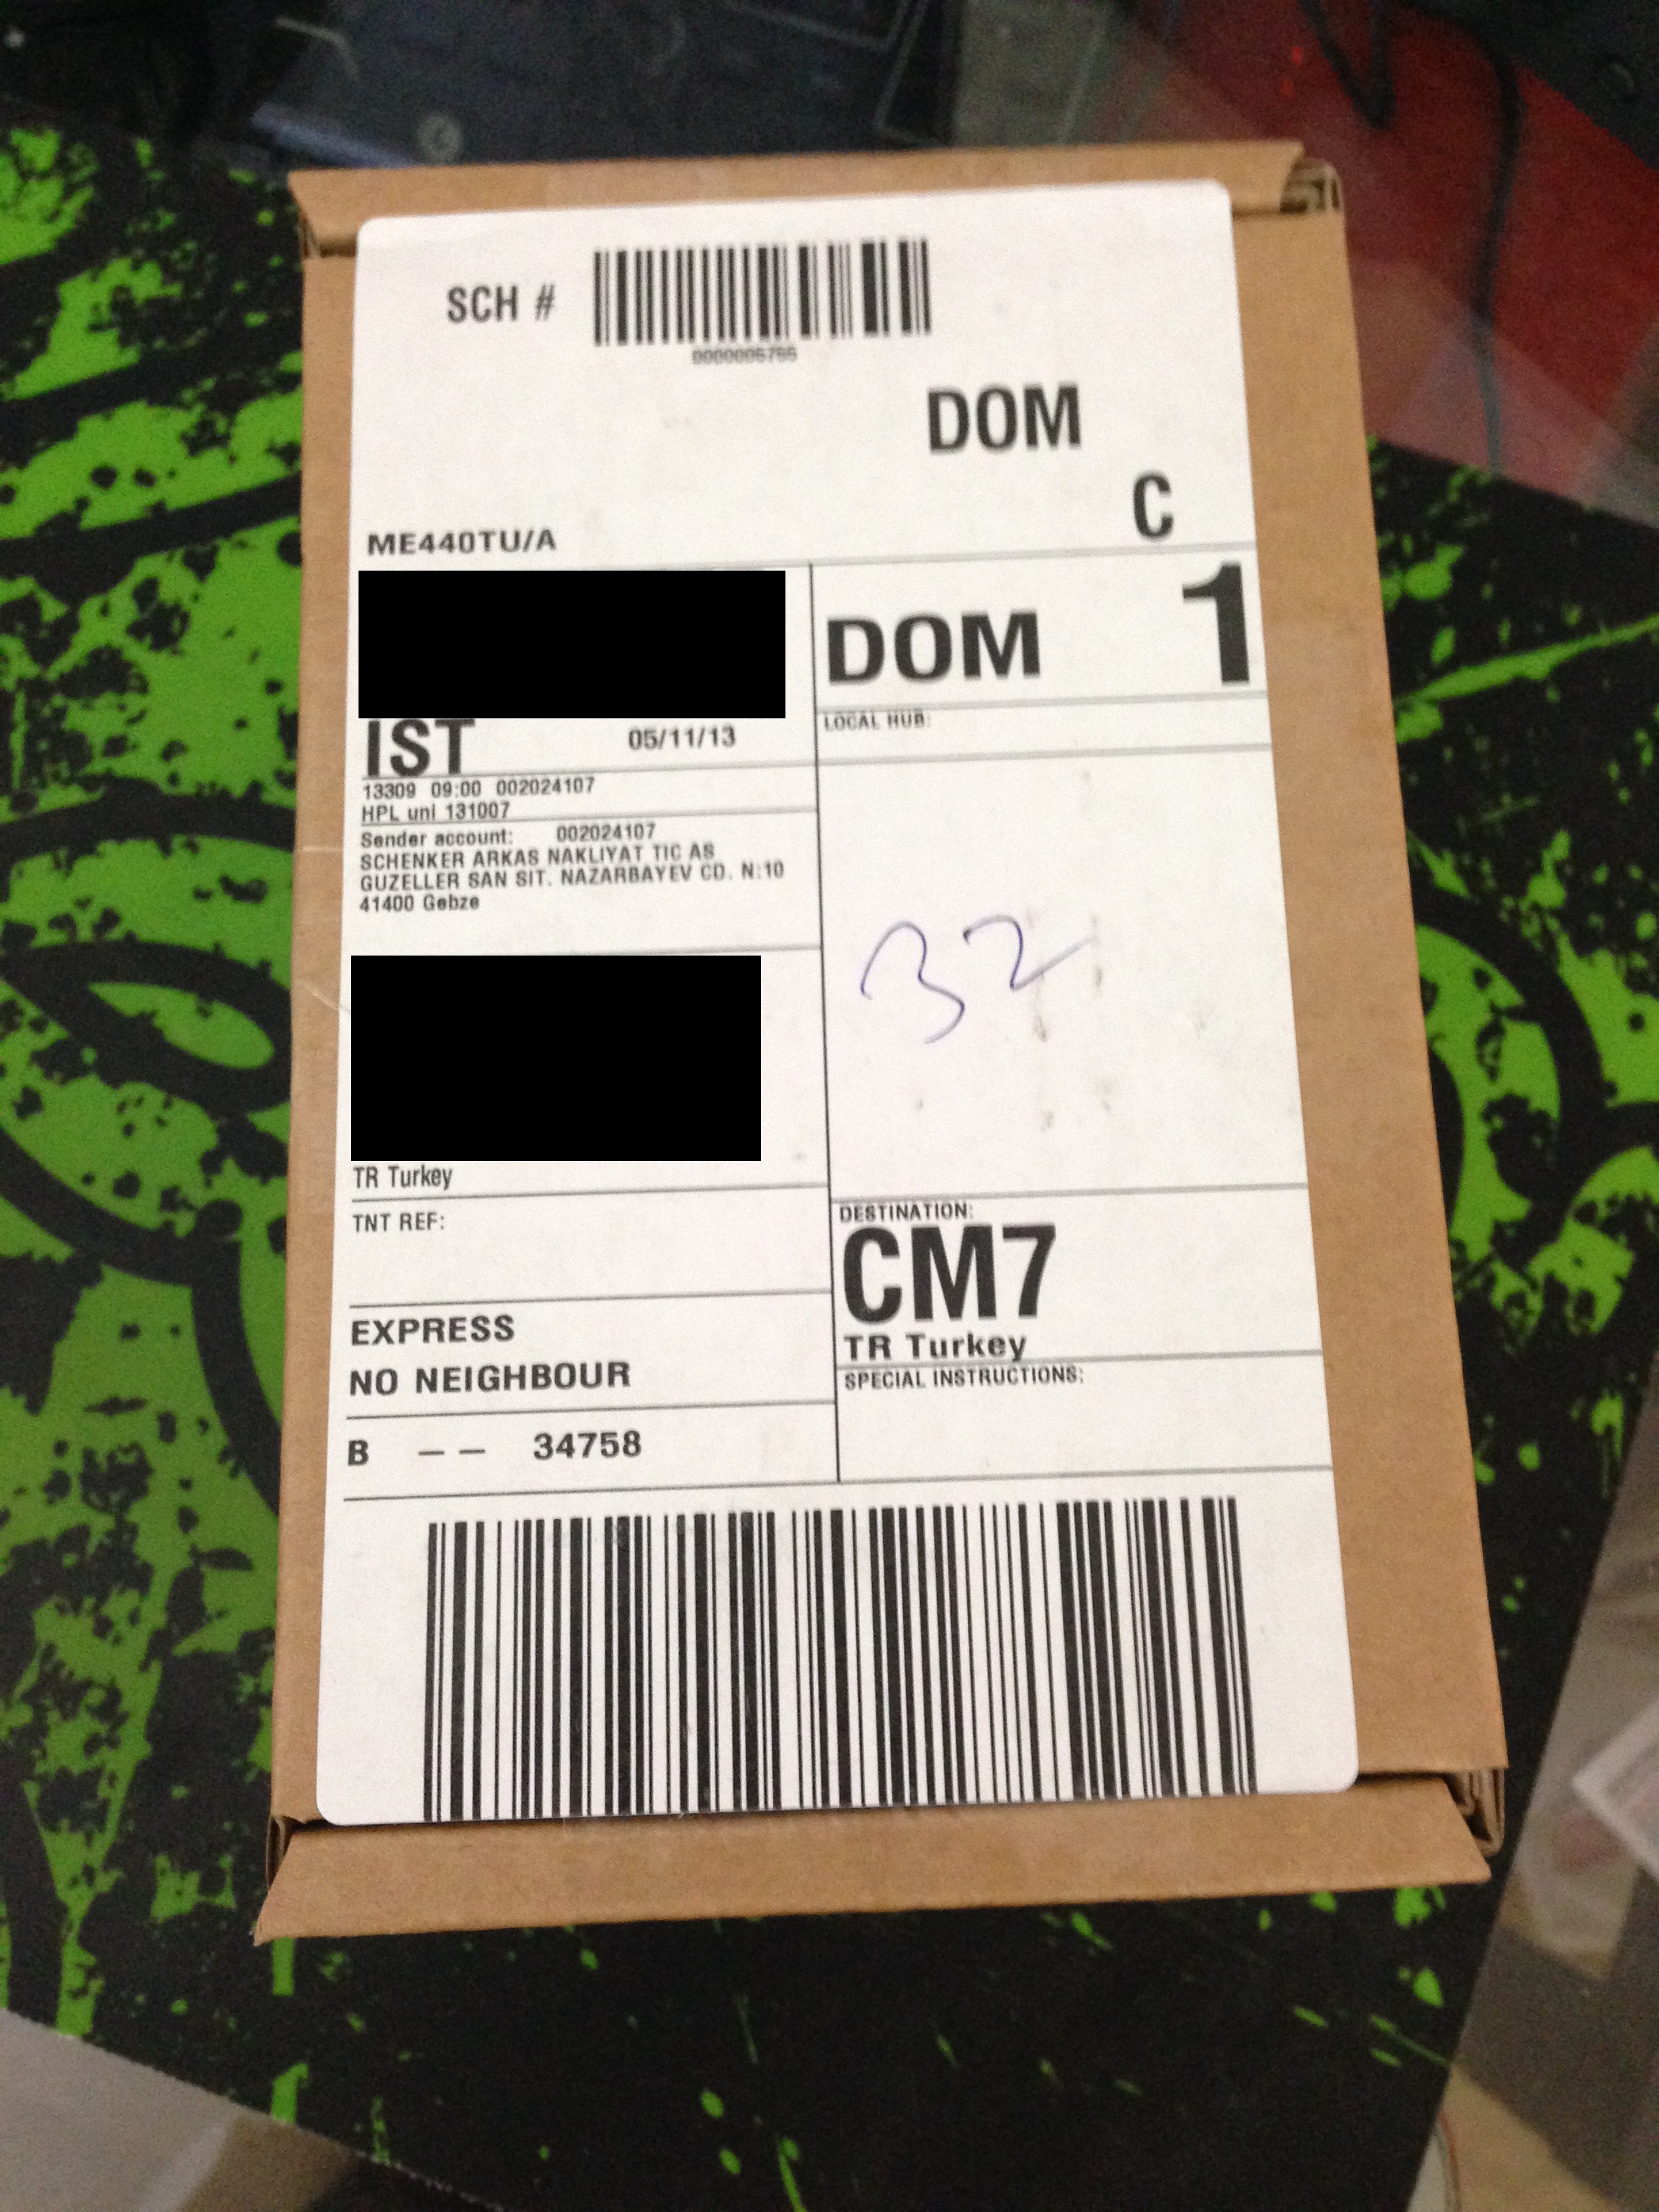 SCH #
0000005755
DOM
C
ME440TU/A
DOM 1
IST 05/11/13
LOCAL HUB:
13309 09:00 002024107
HPL uni 131007
Sender account: 002024107
SCHENKER ARKAS NAKLIYAT TIC AS
GUZELLER SAN SIT. NAZARBAYEV CD. N:10
41400 Gebze
32
TR Turkey
TNT REF:
DESTINATION:
CM7
TR Turkey
EXPRESS
NO NEIGHBOUR
SPECIAL INSTRUCTIONS:
B – – 34758